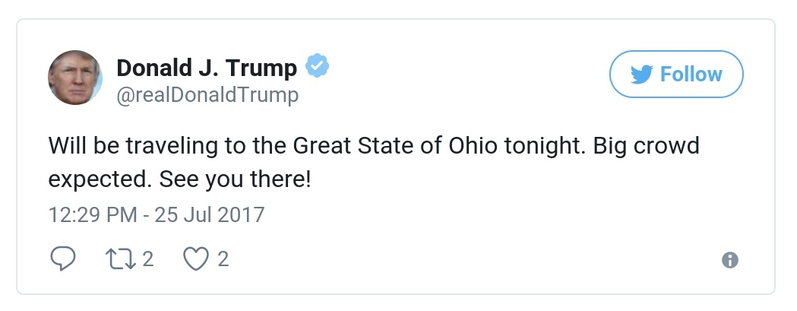 Donald J. Trump
@realDonaldTrump
Follow
Will be traveling to the Great State of Ohio tonight. Big crowd
expected. See you there!
12:29 PM - 25 Jul 2017
2 2